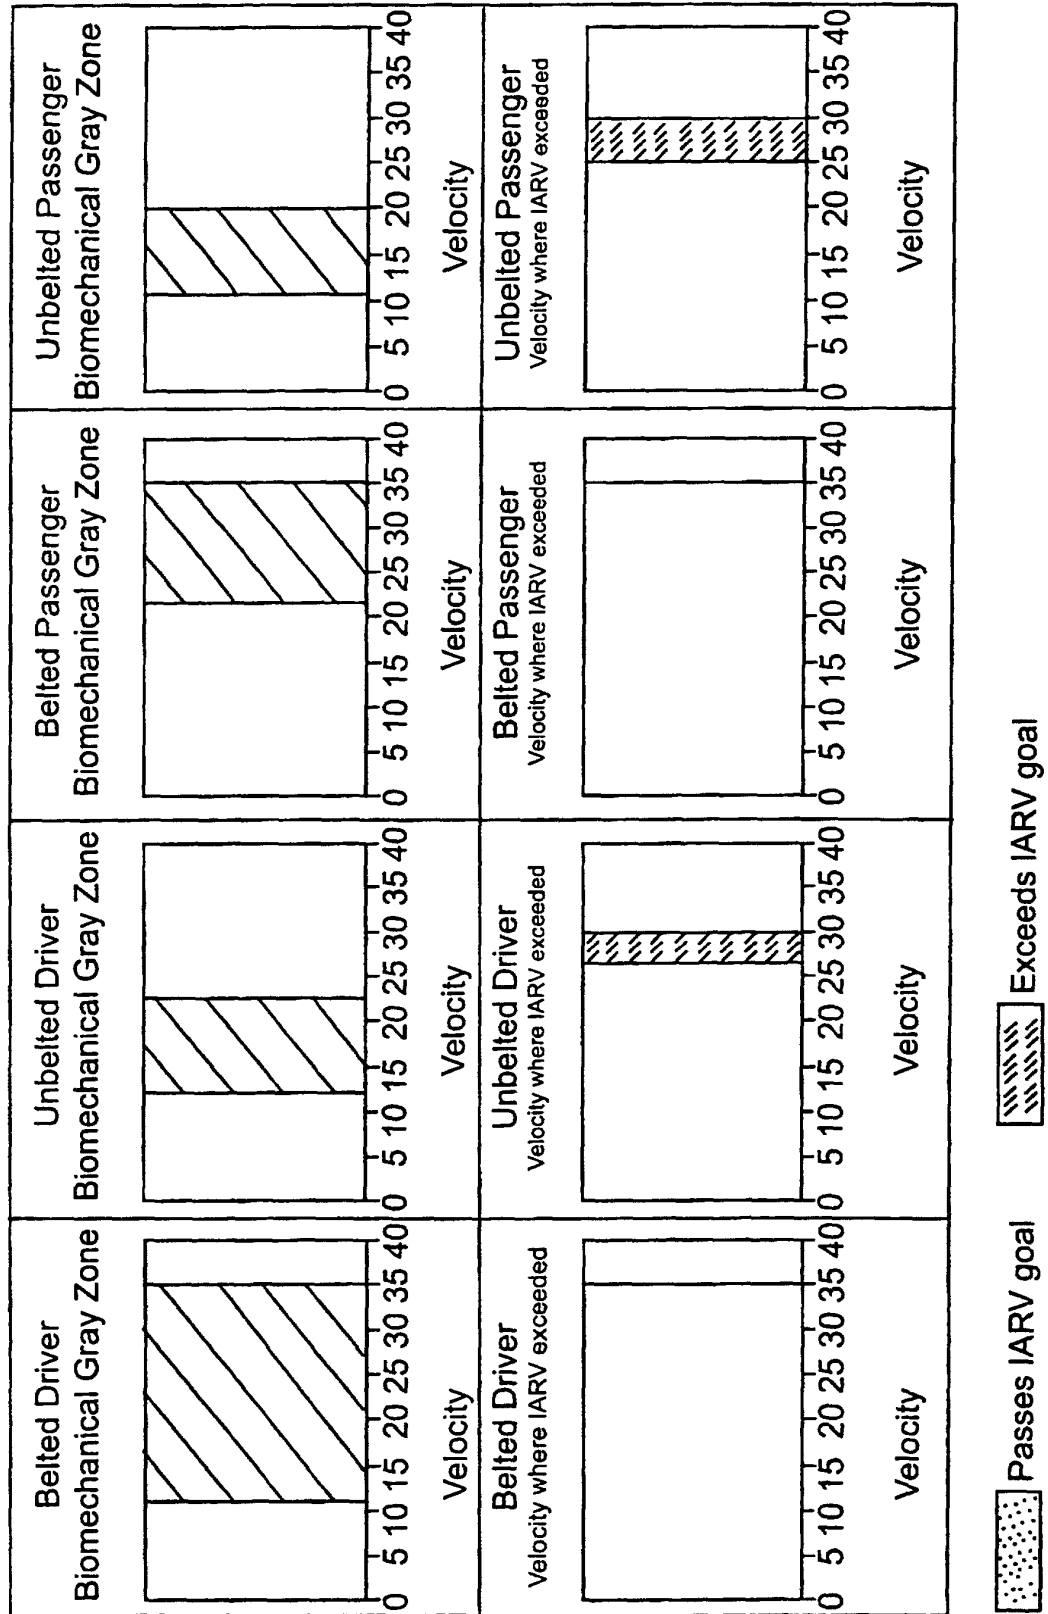 Belted Driver
Biomechanical Gray Zone
0 5 10 15 20 25 30 35 40
Velocity
Unbelted Driver
Biomechanical Gray Zone
0 5 10 15 20 25 30 35 40
Velocity
Belted Passenger
Biomechanical Gray Zone
0 5 10 15 20 25 30 35 40
Velocity
Unbelted Passenger
Biomechanical Gray Zone
0 5 10 15 20 25 30 35 40
Velocity
Belted Driver
Velocity where IARV exceeded
0 5 10 15 20 25 30 35 40
Velocity
Unbelted Driver
Velocity where IARV exceeded
0 5 10 15 20 25 30 35 40
Velocity
Belted Passenger
Velocity where IARV exceeded
0 5 10 15 20 25 30 35 40
Velocity
Unbelted Passenger
Velocity where IARV exceeded
0 5 10 15 20 25 30 35 40
Velocity
Passes IARV goal
Exceeds IARV goal